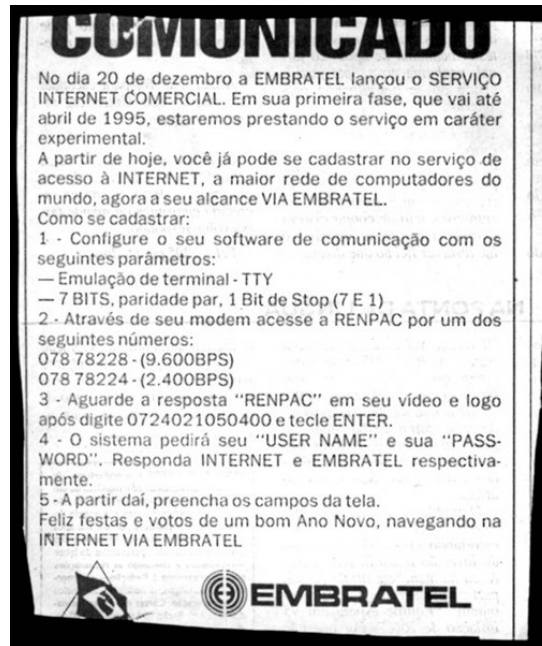 COMUNICADO
No dia 20 de dezembro a EMBRATEL lançou o SERVIÇO
INTERNET COMERCIAL. Em sua primeira fase, que vai até
abril de 1995, estaremos prestando o serviço em caráter
experimental.
A partir de hoje, você já pode se cadastrar no serviço de
acesso à INTERNET, a maior rede de computadores do
mundo, agora a seu alcance VIA EMBRATEL.
Como se cadastrar:
1 - Configure o seu software de comunicação com os
seguintes parâmetros:
— Emulação de terminal - TTY
— 7 BITS, paridade par, 1 Bit de Stop (7 E 1)
2 - Através de seu modem acesse a RENPAC por um dos
seguintes números:
078 78228 - (9.600BPS)
078 78224 - (2.400BPS)
3 - Aguarde a resposta "RENPAC" em seu vídeo e logo
após digite 0724021050400 e tecle ENTER.
4 - O sistema pedirá seu "USER NAME" e sua "PASS-
WORD". Responda INTERNET e EMBRATEL respectiva-
mente.
5 - A partir daí, preencha os campos da tela.
Feliz festas e votos de um bom Ano Novo, navegando na
INTERNET VIA EMBRATEL
EMBRATEL